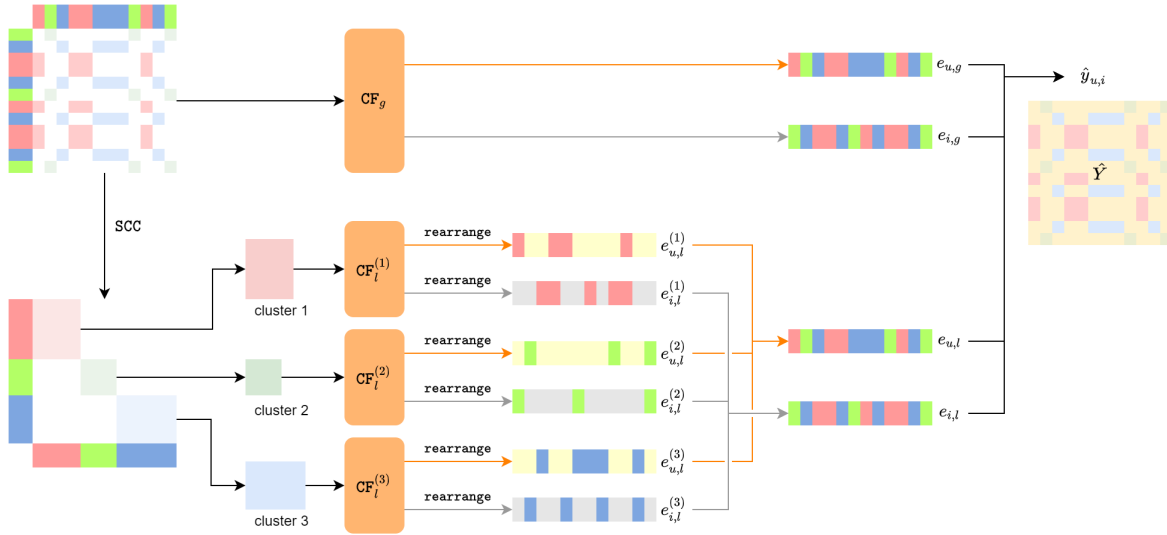 CF_g
e_{u,g}
ŷ_{u,i}
e_{i,g}
Ŷ
SCC
rearrange
CF_l^{(1)}
e_{u,l}^{(1)}
rearrange
e_{i,l}^{(1)}
cluster 1
rearrange
CF_l^{(2)}
e_{u,l}^{(2)}
rearrange
e_{i,l}^{(2)}
cluster 2
e_{u,l}
e_{i,l}
rearrange
CF_l^{(3)}
e_{u,l}^{(3)}
rearrange
e_{i,l}^{(3)}
cluster 3